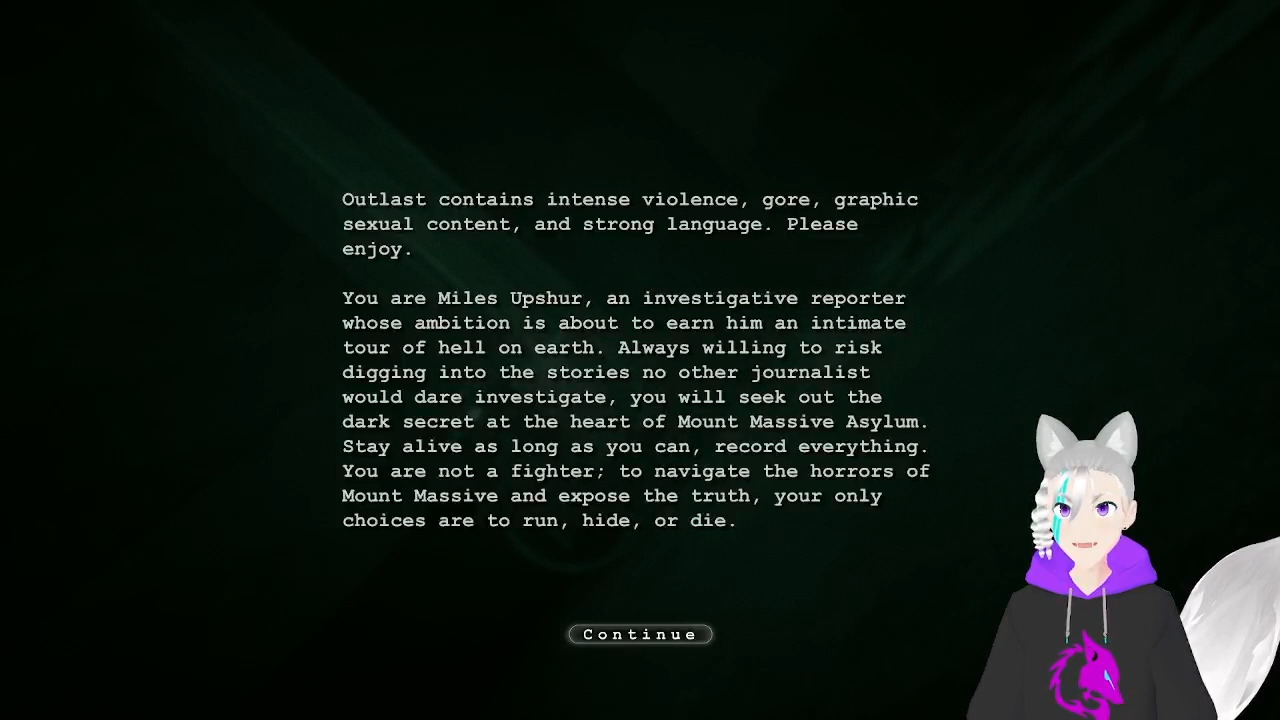 Outlast contains intense violence, gore, graphic
sexual content, and strong language. Please
enjoy.
You are Miles Upshur, an investigative reporter
whose ambition is about to earn him an intimate
tour of hell on earth. Always willing to risk
digging into the stories no other journalist
would dare investigate, you will seek out the
dark secret at the heart of Mount Massive Asylum.
Stay alive as long as you can, record everything.
You are not a fighter; to navigate the horrors of
Mount Massive and expose the truth, your only
choices are to run, hide, or die.
Continue